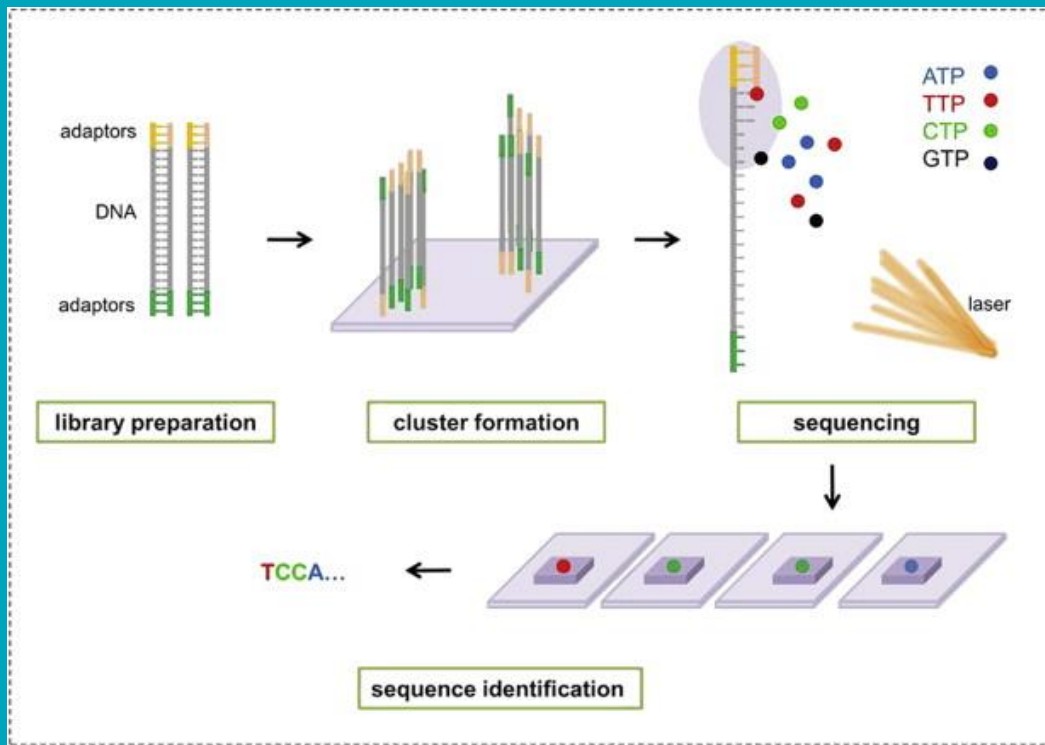 adaptors
DNA
adaptors
ATP
TTP
CTP
GTP
laser
library preparation
cluster formation
sequencing
TCCA...
sequence identification